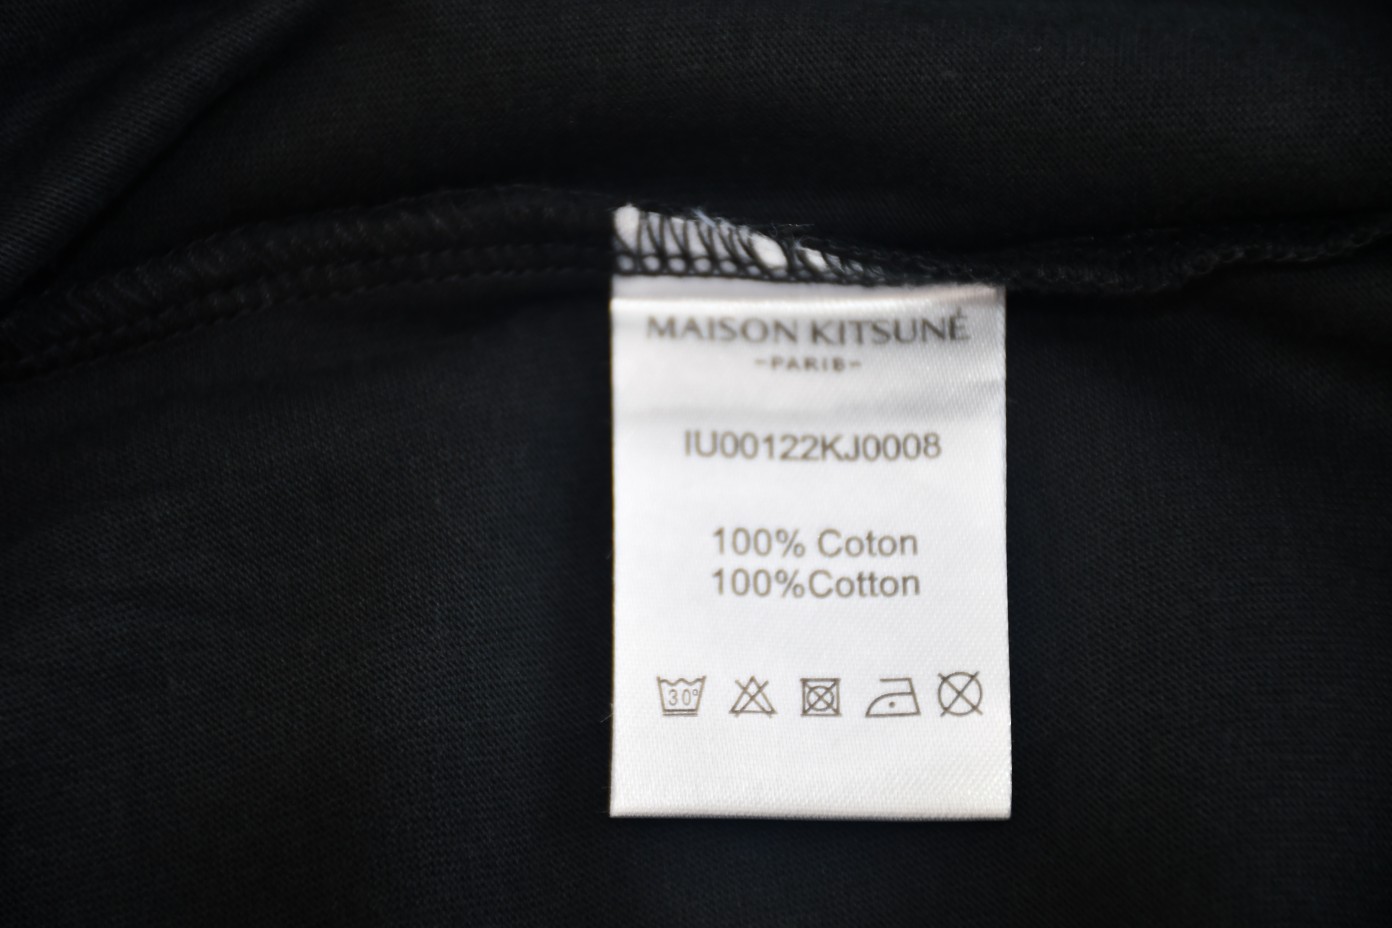 MAISON KITSUNÉ
-PARIS-
IU00122KJ0008
100% Coton
100%Cotton
30°